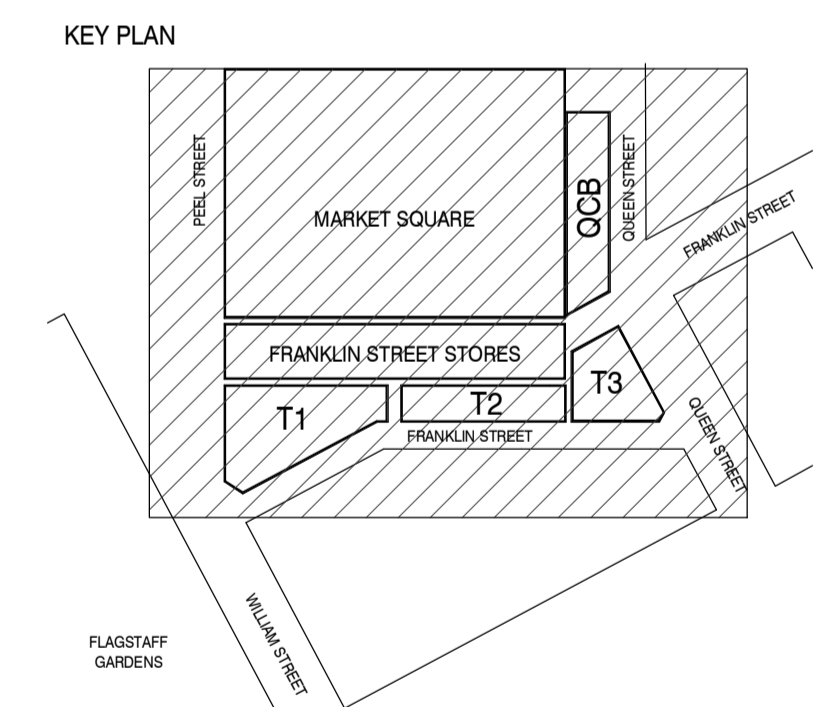 KEY PLAN
PEEL STREET
MARKET SQUARE
QCB
QUEEN STREET
FRANKLIN STREET
FRANKLIN STREET STORES
T1
T2
T3
FRANKLIN STREET
QUEEN STREET
WILLIAM STREET
FLAGSTAFF
GARDENS